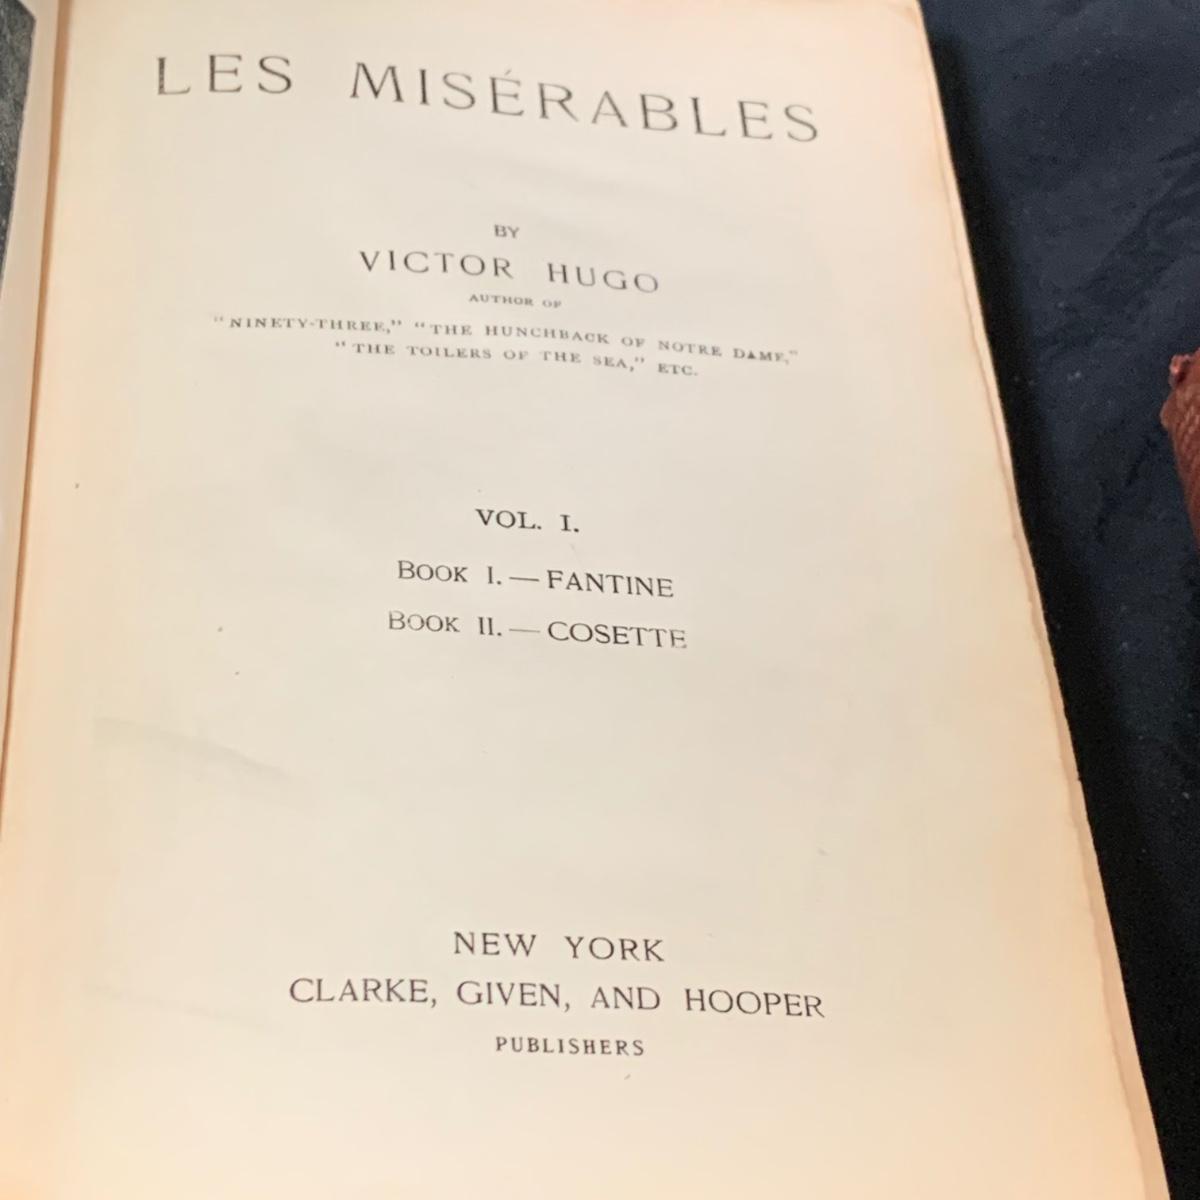 LES MISÉRABLES
BY
VICTOR HUGO
AUTHOR OF
"NINETY-THREE," "THE HUNCHBACK OF NOTRE DAME,"
"THE TOILERS OF THE SEA," ETC.
VOL. I.
BOOK I.—FANTINE
BOOK II.—COSETTE
NEW YORK
CLARKE, GIVEN, AND HOOPER
PUBLISHERS